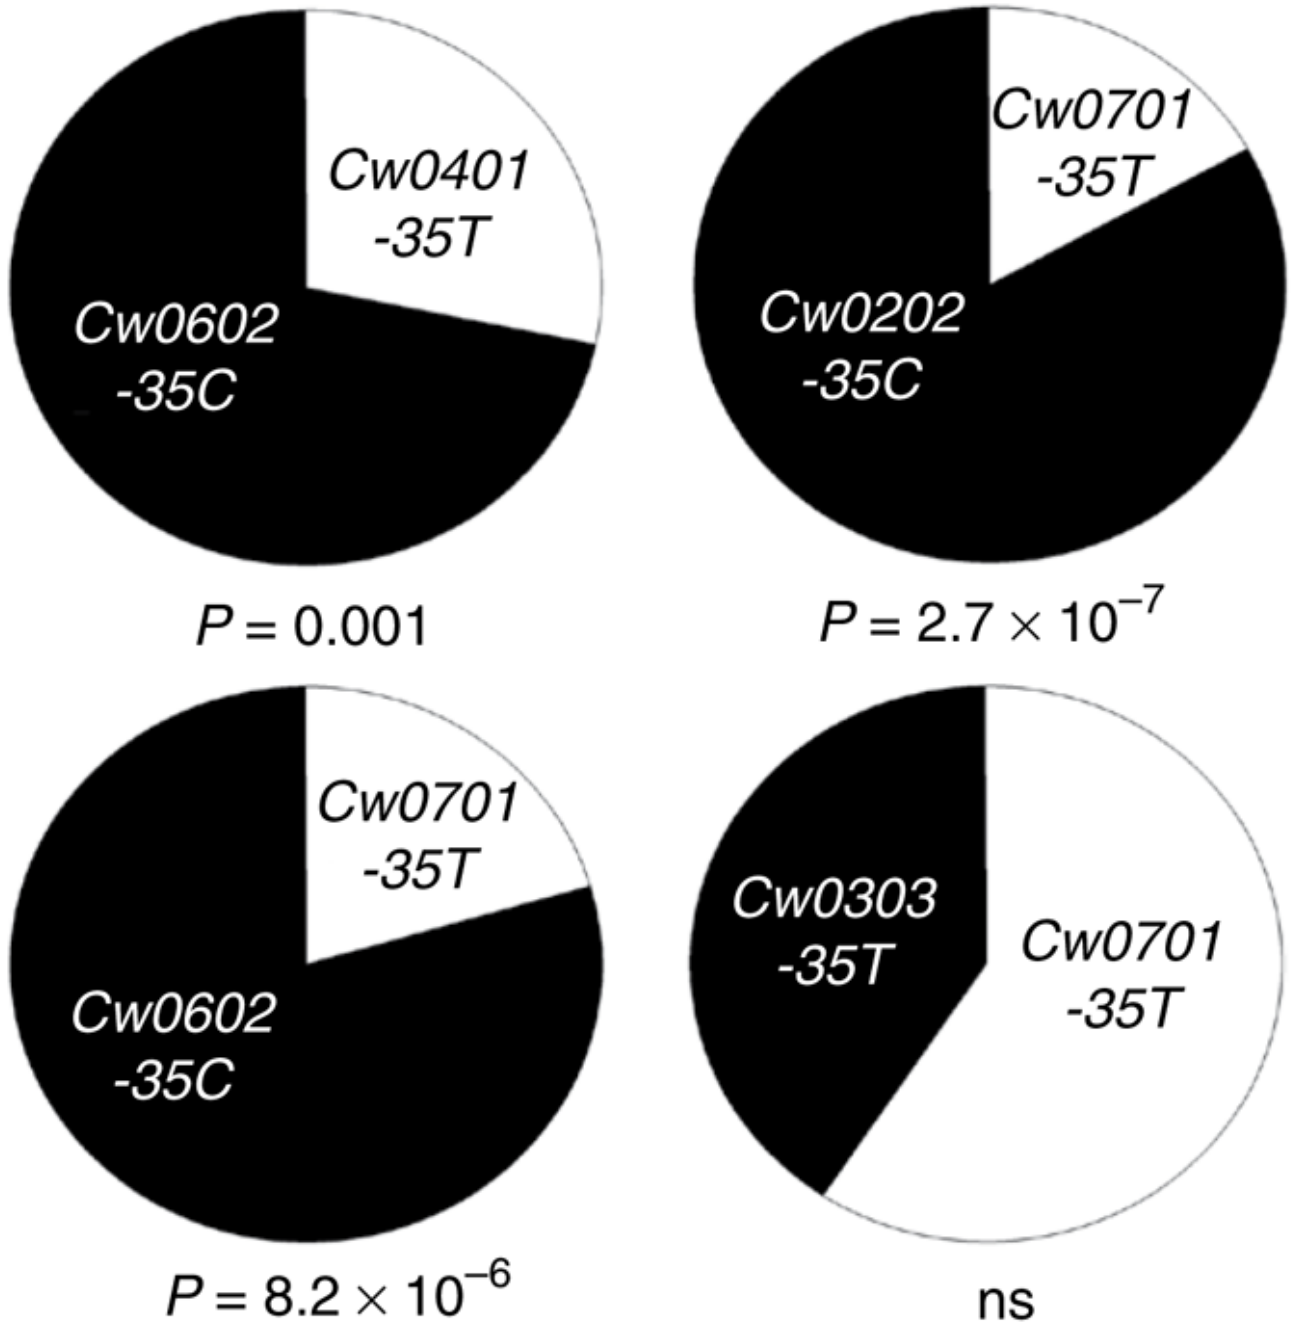 Cw0401
-35T
Cw0602
-35C
P = 0.001
Cw0701
-35T
Cw0202
-35C
P = 2.7 × 10⁻⁷
Cw0701
-35T
Cw0602
-35C
P = 8.2 × 10⁻⁶
Cw0303
-35T
Cw0701
-35T
ns